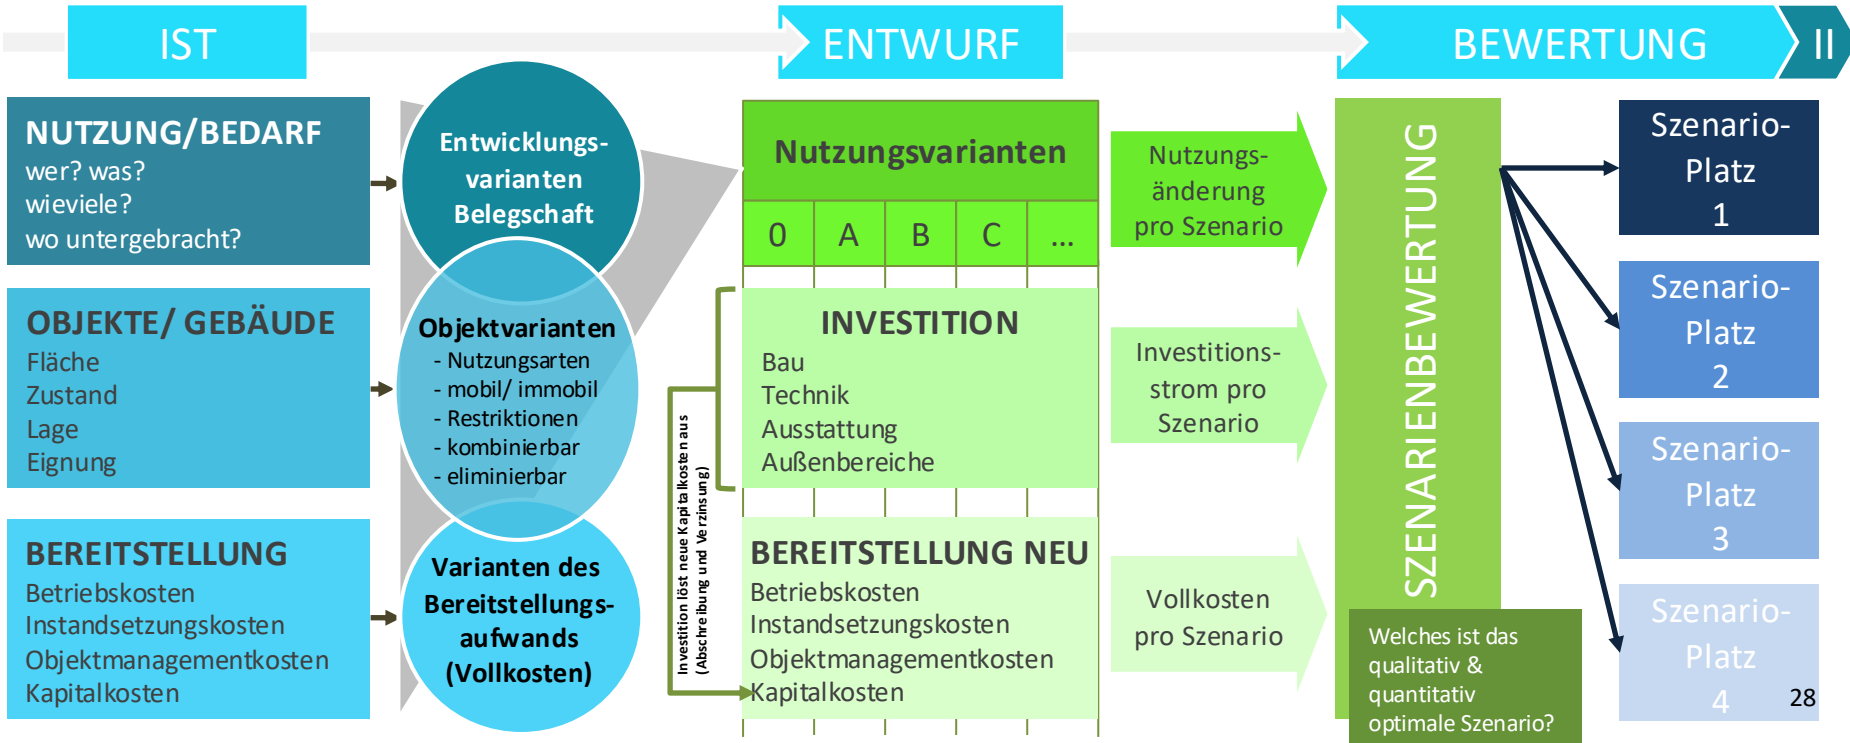 IST
ENTWURF
BEWERTUNG
II
NUTZUNG/BEDARF
wer? was?
wieviele?
wo untergebracht?
OBJEKTE/ GEBÄUDE
Fläche
Zustand
Lage
Eignung
BEREITSTELLUNG
Betriebskosten
Instandsetzungskosten
Objektmanagementkosten
Kapitalkosten
Entwicklungs-
varianten
Belegschaft
Objektvarianten
- Nutzungsarten
- mobil/ immobil
- Restriktionen
- kombinierbar
- eliminierbar
Varianten des
Bereitstellungs-
aufwands
(Vollkosten)
Investition löst neue Kapitalkosten aus
(Abschreibung und Verzinsung)
Nutzungsvarianten
0 A B C ...
INVESTITION
Bau
Technik
Ausstattung
Außenbereiche
BEREITSTELLUNG NEU
Betriebskosten
Instandsetzungskosten
Objektmanagementkosten
Kapitalkosten
Nutzungs-
änderung
pro Szenario
Investitions-
strom pro
Szenario
Vollkosten
pro Szenario
SZENARIENBEWERTUNG
Welches ist das
qualitativ &
quantitativ
optimale Szenario?
Szenario-
Platz
1
Szenario-
Platz
2
Szenario-
Platz
3
Szenario-
Platz
4
28